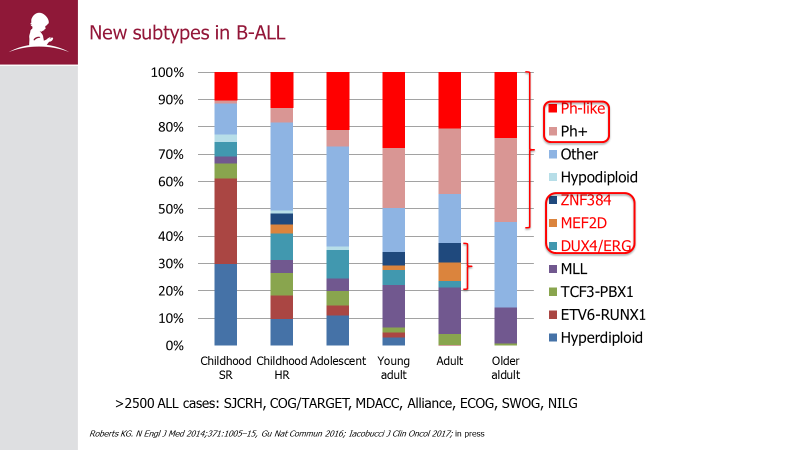 New subtypes in B-ALL
100%
90%
80%
70%
60%
50%
40%
30%
20%
10%
0%
Childhood SR
Childhood HR
Adolescent
Young adult
Adult
Older aldult
Ph-like
Ph+
Other
Hypodiploid
ZNF384
MEF2D
DUX4/ERG
MLL
TCF3-PBX1
ETV6-RUNX1
Hyperdiploid
>2500 ALL cases: SJCRH, COG/TARGET, MDACC, Alliance, ECOG, SWOG, NILG
Roberts KG. N Engl J Med 2014;371:1005–15, Gu Nat Commun 2016; Iacobucci J Clin Oncol 2017; in press